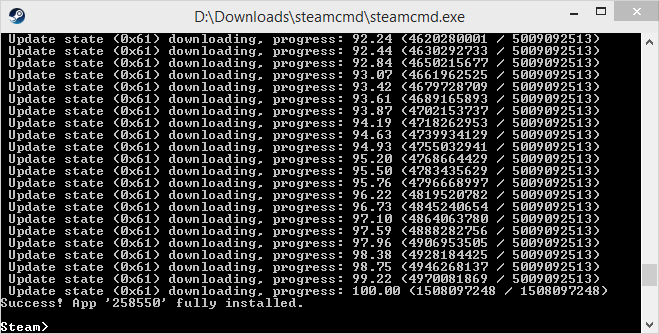 D:\Downloads\steamcmd\steamcmd.exe
Update state (0x61) downloading, progress: 92.24 (4620280001 / 5009092513)
Update state (0x61) downloading, progress: 92.44 (4630292733 / 5009092513)
Update state (0x61) downloading, progress: 92.84 (4650215677 / 5009092513)
Update state (0x61) downloading, progress: 93.07 (4661962525 / 5009092513)
Update state (0x61) downloading, progress: 93.42 (4679728709 / 5009092513)
Update state (0x61) downloading, progress: 93.61 (4689165893 / 5009092513)
Update state (0x61) downloading, progress: 93.87 (4702153737 / 5009092513)
Update state (0x61) downloading, progress: 94.19 (4718262953 / 5009092513)
Update state (0x61) downloading, progress: 94.63 (4739934129 / 5009092513)
Update state (0x61) downloading, progress: 94.93 (4755032941 / 5009092513)
Update state (0x61) downloading, progress: 95.20 (4768664429 / 5009092513)
Update state (0x61) downloading, progress: 95.50 (4783435629 / 5009092513)
Update state (0x61) downloading, progress: 95.76 (4796668997 / 5009092513)
Update state (0x61) downloading, progress: 96.22 (4819520782 / 5009092513)
Update state (0x61) downloading, progress: 96.73 (4845240654 / 5009092513)
Update state (0x61) downloading, progress: 97.10 (4864063780 / 5009092513)
Update state (0x61) downloading, progress: 97.59 (4888282756 / 5009092513)
Update state (0x61) downloading, progress: 97.96 (4906953505 / 5009092513)
Update state (0x61) downloading, progress: 98.38 (4928184425 / 5009092513)
Update state (0x61) downloading, progress: 98.75 (4946268137 / 5009092513)
Update state (0x61) downloading, progress: 99.22 (4970081869 / 5009092513)
Update state (0x61) downloading, progress: 100.00 (1508097248 / 1508097248)
Success! App '258550' fully installed.
Steam>